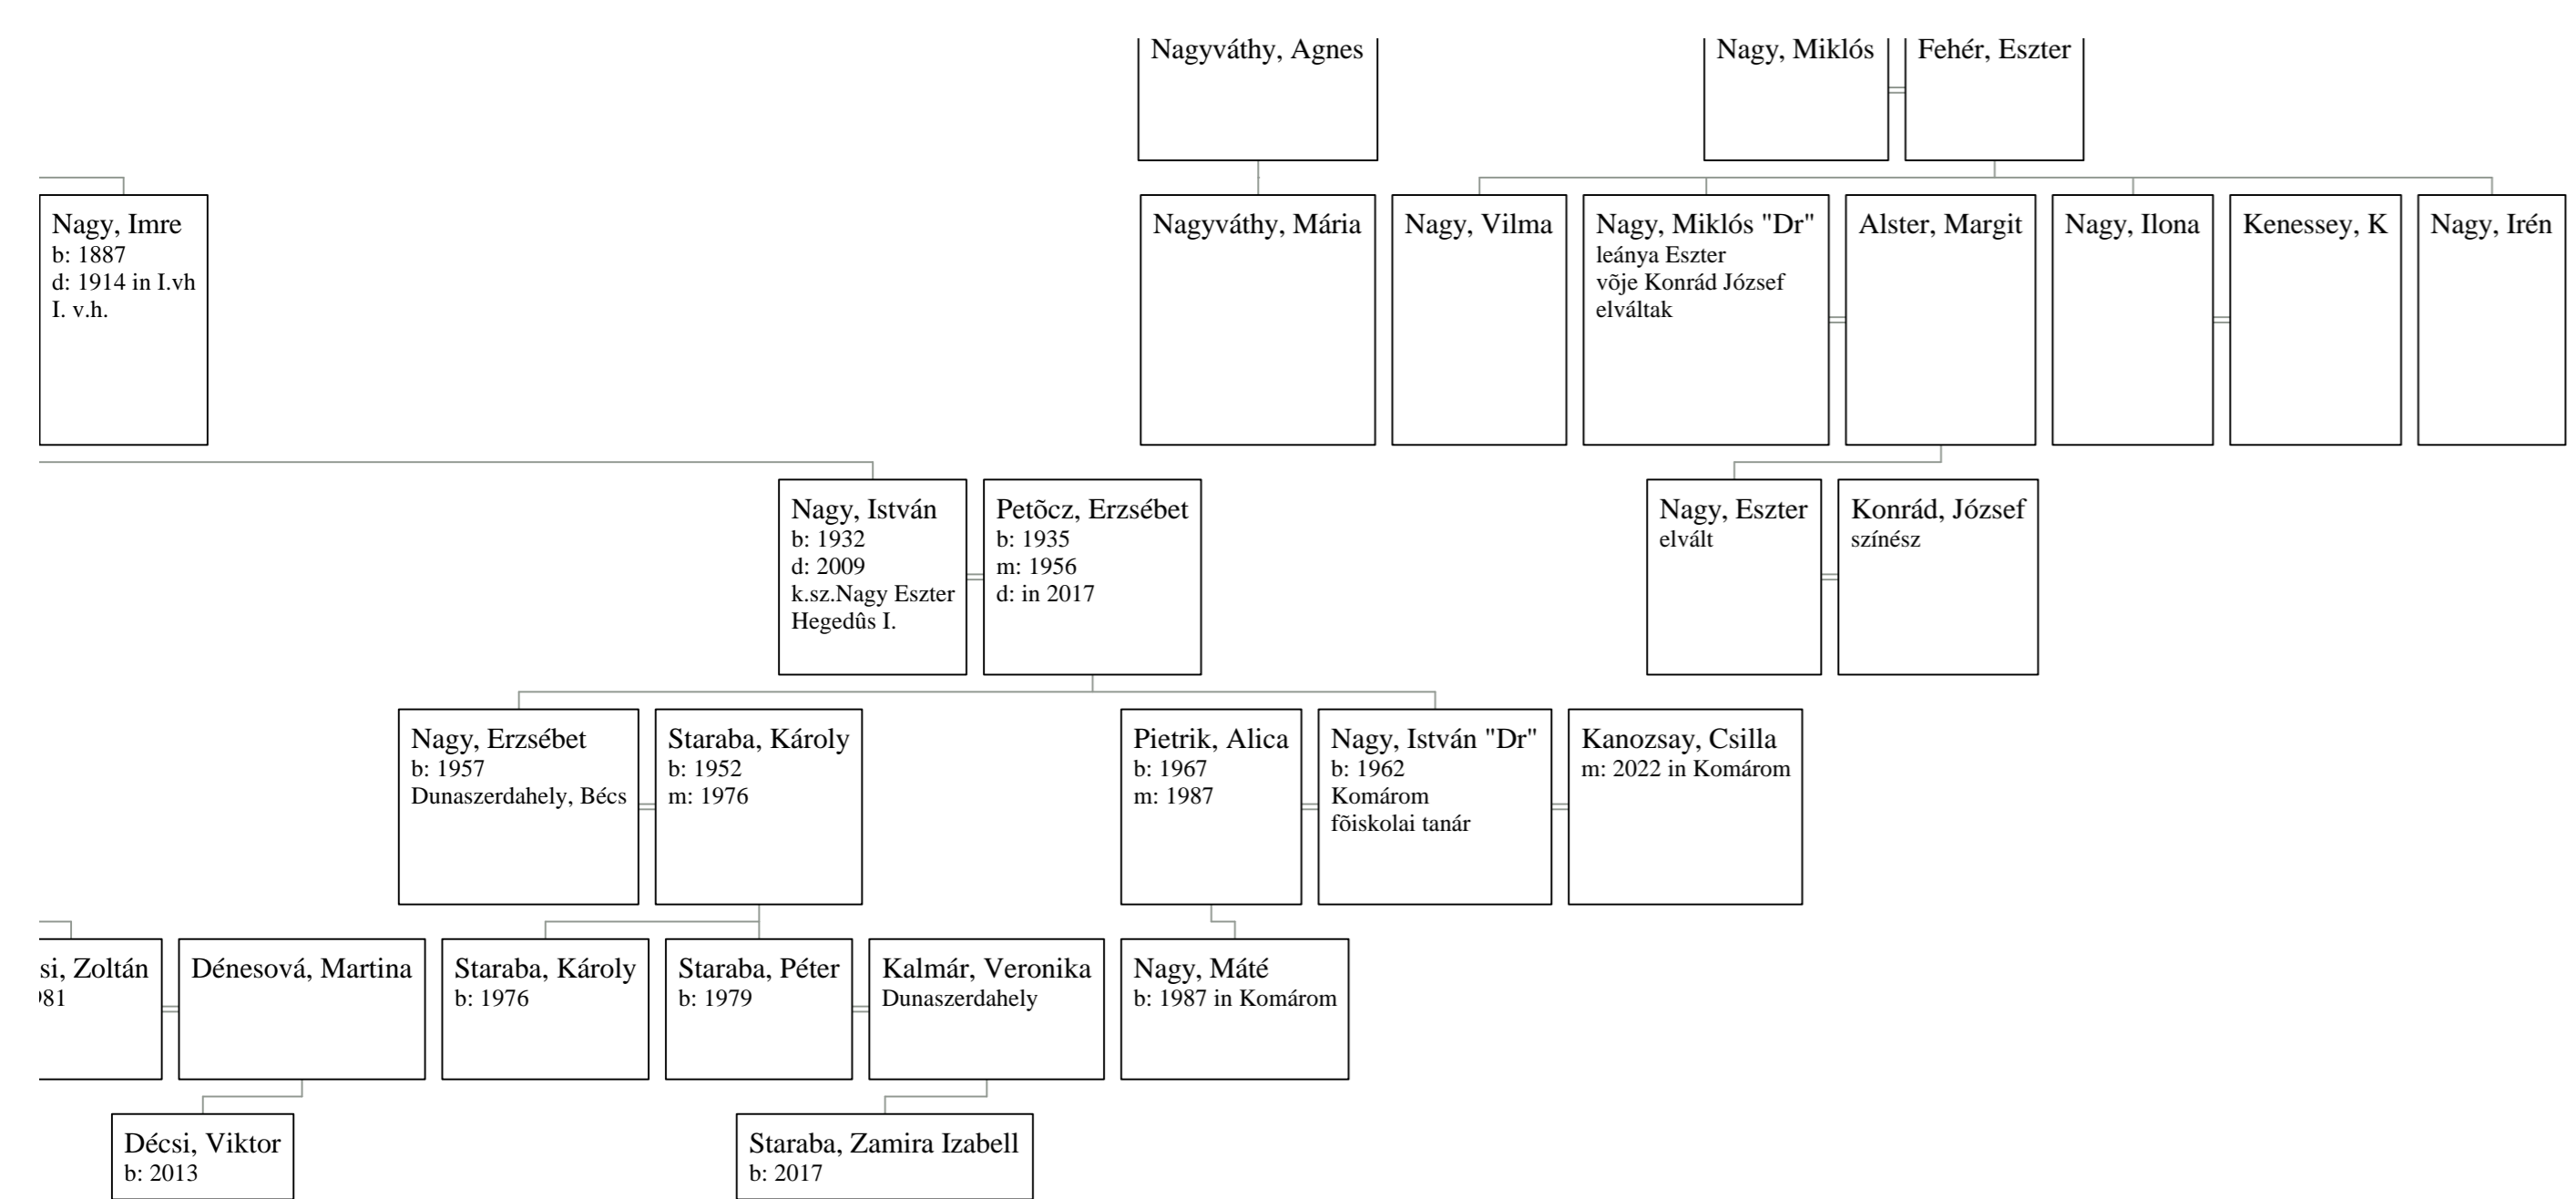 Nagyváthy, Agnes
Nagy, Miklós
Fehér, Eszter
Nagy, Imre
b: 1887
d: 1914 in I.vh
I. v.h.
Nagyváthy, Mária
Nagy, Vilma
Nagy, Miklós "Dr"
leánya Eszter
võje Konrád József
elváltak
Alster, Margit
Nagy, Ilona
Kenessey, K
Nagy, Irén
Nagy, István
b: 1932
d: 2009
k.sz.Nagy Eszter
Hegedûs I.
Petõcz, Erzsébet
b: 1935
m: 1956
d: in 2017
Nagy, Eszter
elvált
Konrád, József
színész
Nagy, Erzsébet
b: 1957
Dunaszerdahely, Bécs
Staraba, Károly
b: 1952
m: 1976
Pietrik, Alica
b: 1967
m: 1987
Nagy, István "Dr"
b: 1962
Komárom
fõiskolai tanár
Kanozsay, Csilla
m: 2022 in Komárom
si, Zoltán
81
Dénesová, Martina
Staraba, Károly
b: 1976
Staraba, Péter
b: 1979
Kalmár, Veronika
Dunaszerdahely
Nagy, Máté
b: 1987 in Komárom
Décsi, Viktor
b: 2013
Staraba, Zamira Izabell
b: 2017